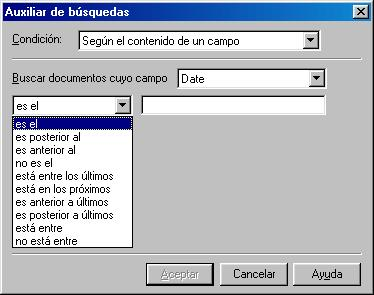 Auxiliar de búsquedas
Condición: Según el contenido de un campo
Buscar documentos cuyo campo Date
es el
es el
es posterior al
es anterior al
no es el
está entre los últimos
está en los próximos
es anterior a últimos
es posterior a últimos
está entre
no está entre
Aceptar Cancelar Ayuda